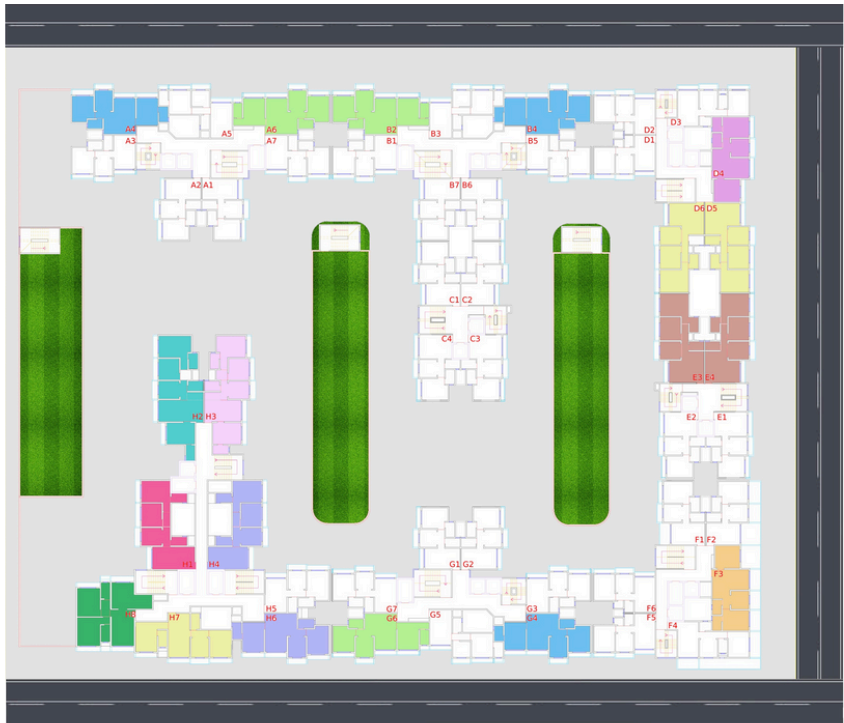 D3
A4 A6 B2 B4 D2
A5 B3
A3 A7 B1 B5 D1
D4
A2 A1 B7 B6
D6 D5
C1 C2
C4 C3
E3 E4
H2 H3 E2 E1
F1 F2
H1 H4 G1 G2
F3
H5 G7 G3 F6
H8 H7 H6 G6 G5 G4 F5
F4